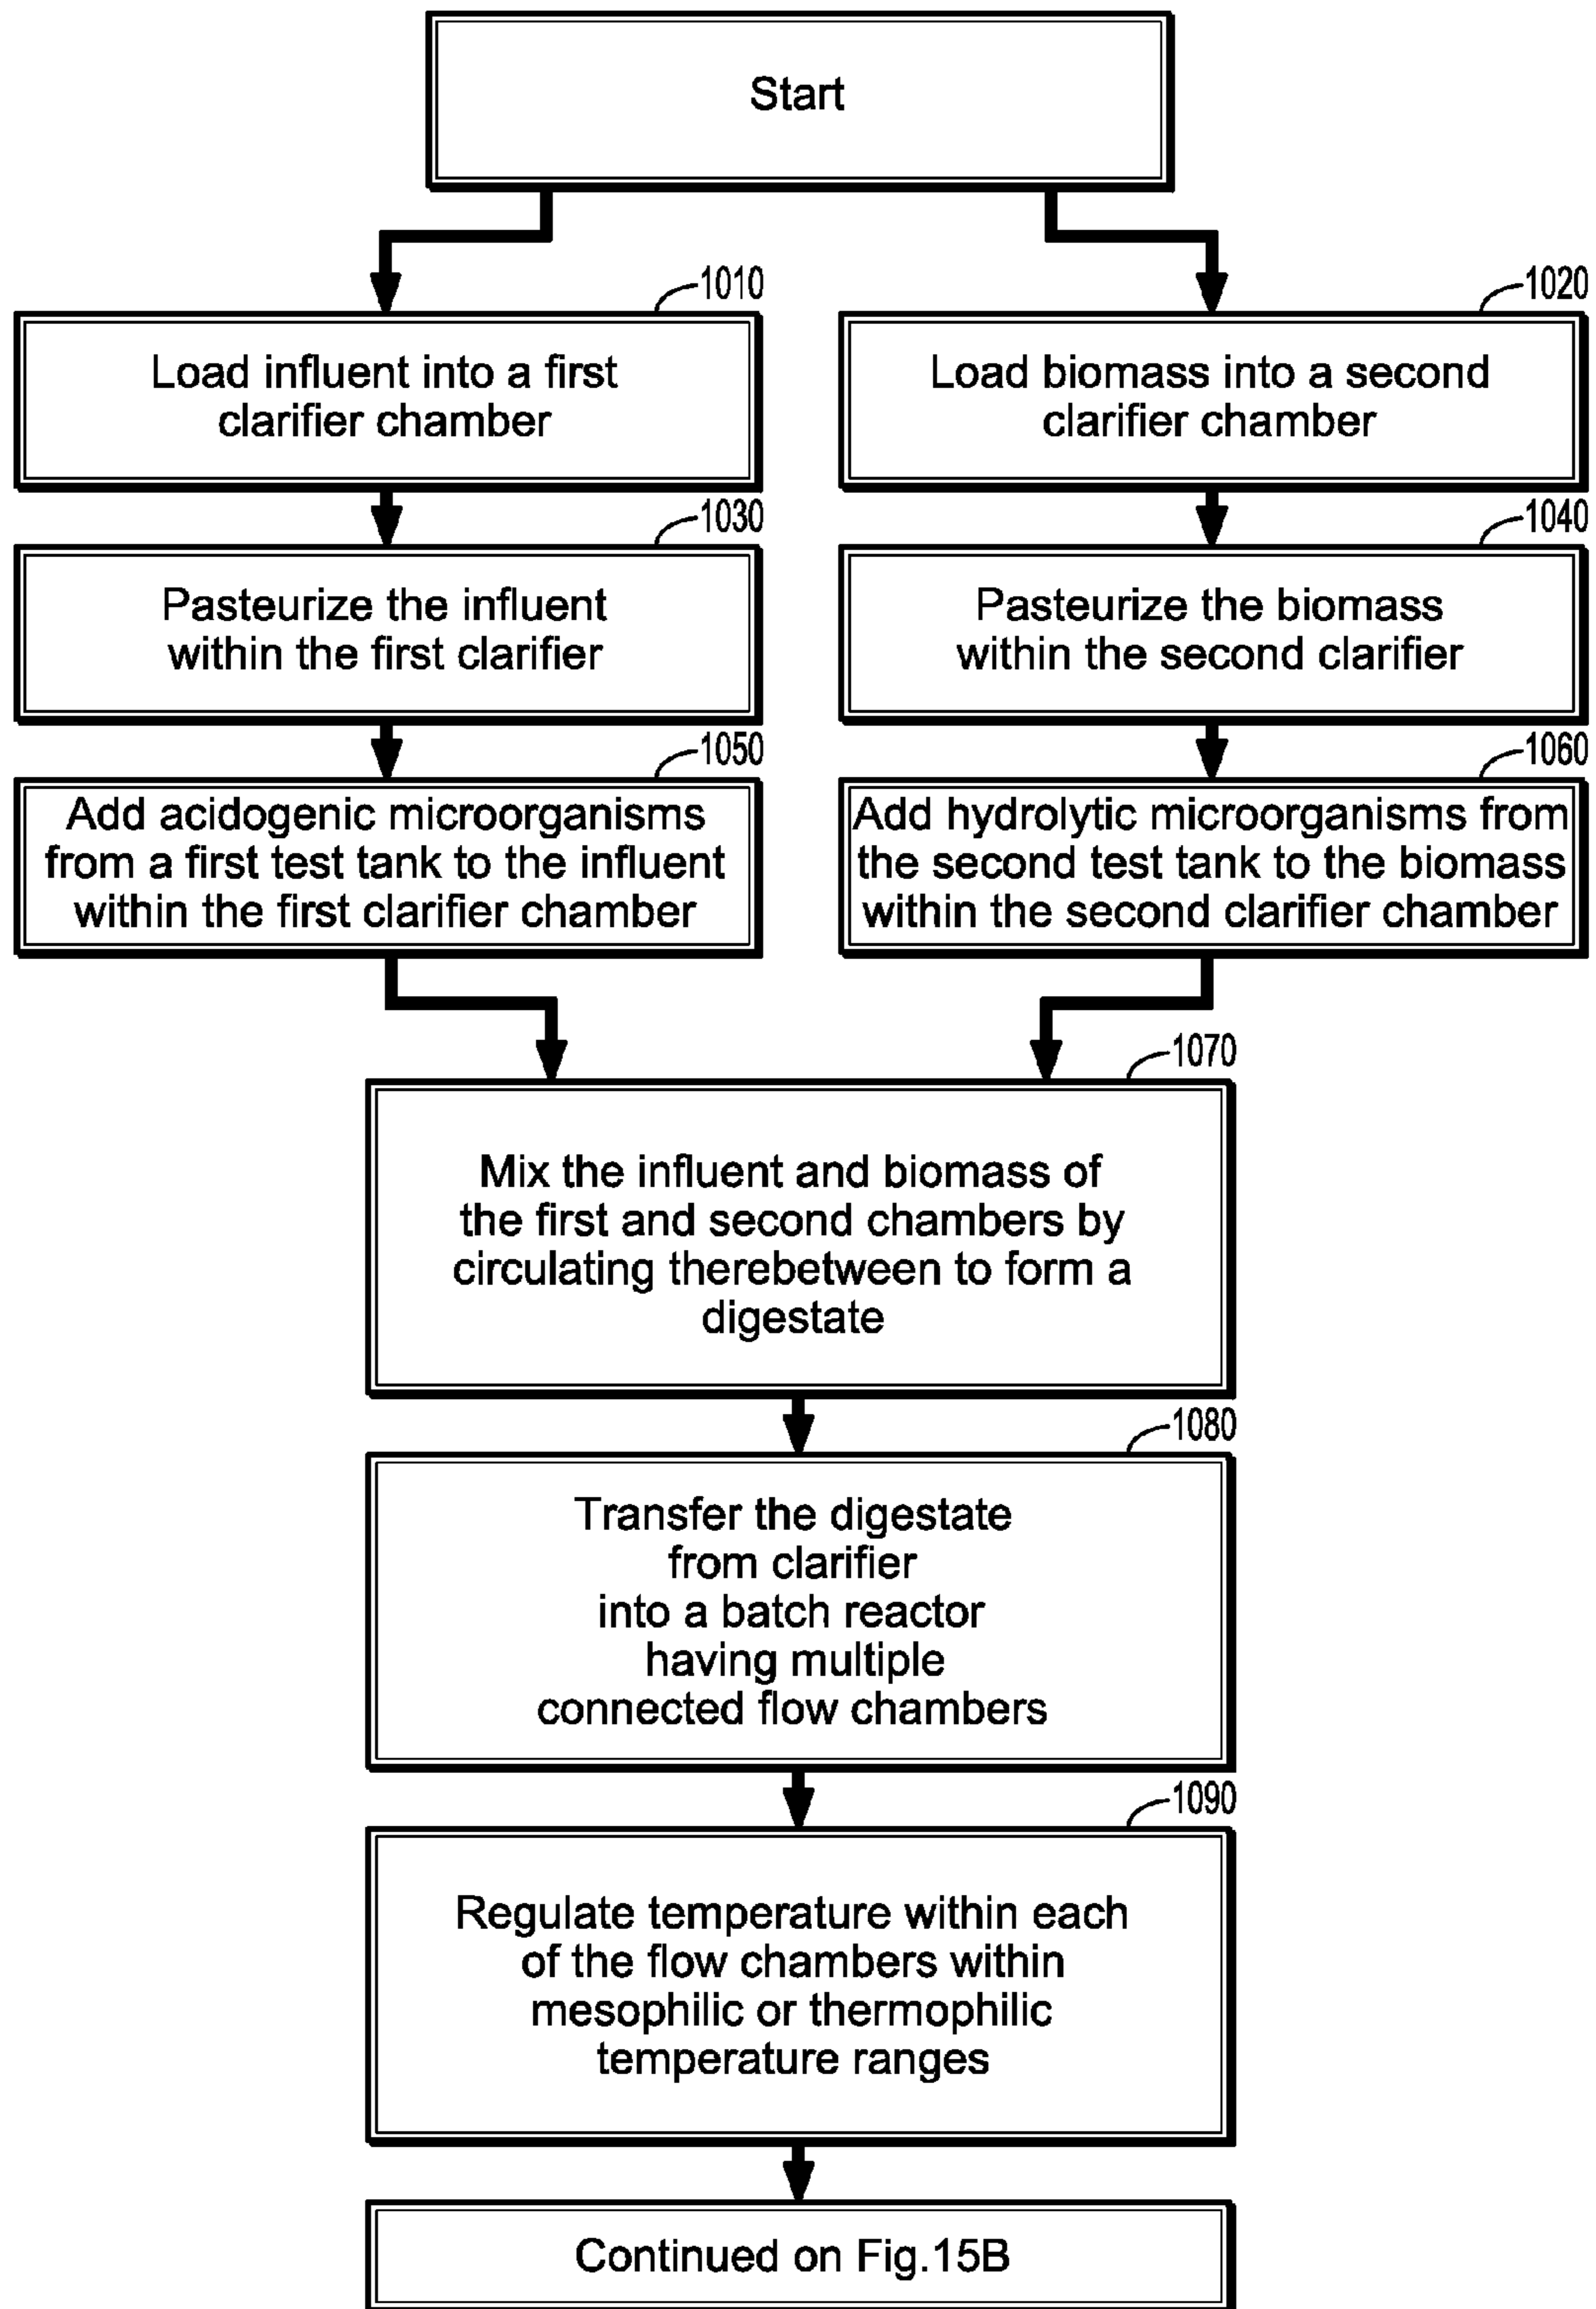 Start
1010
Load influent into a first
clarifier chamber
1020
Load biomass into a second
clarifier chamber
1030
Pasteurize the influent
within the first clarifier
1040
Pasteurize the biomass
within the second clarifier
1050
Add acidogenic microorganisms
from a first test tank to the influent
within the first clarifier chamber
1060
Add hydrolytic microorganisms from
the second test tank to the biomass
within the second clarifier chamber
1070
Mix the influent and biomass of
the first and second chambers by
circulating therebetween to form a
digestate
1080
Transfer the digestate
from clarifier
into a batch reactor
having multiple
connected flow chambers
1090
Regulate temperature within each
of the flow chambers within
mesophilic or thermophilic
temperature ranges
Continued on Fig.15B